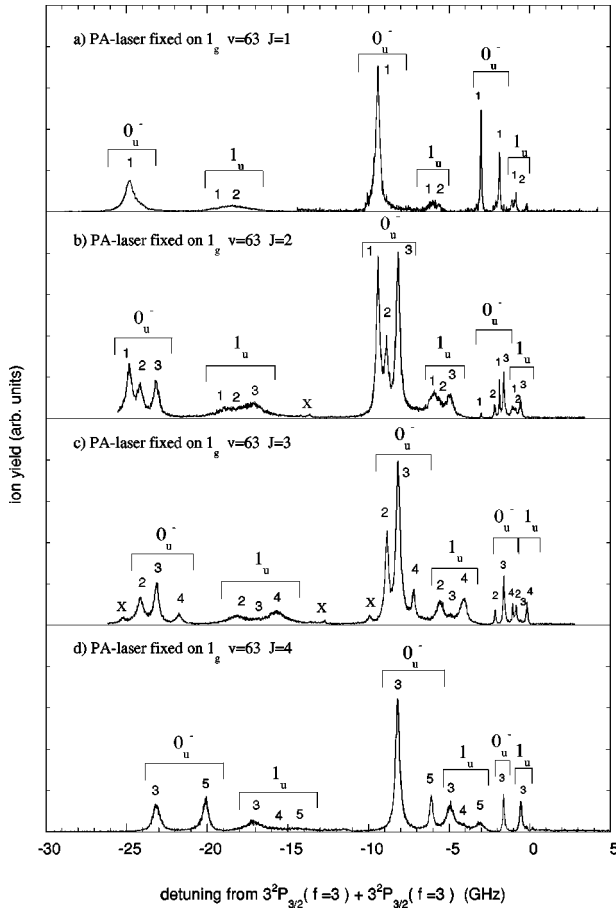 a) PA-laser fixed on 1g v=63 J=1
0u-
1
1u
1 2
0u-
1
1u
1 2
0u-
1 1
1u
1 2
b) PA-laser fixed on 1g v=63 J=2
0u-
1 2 3
1u
1 2 3
X
0u-
1 2 3
1u
1 2 3
0u-
1 2 1 3
1u
1 2 3
c) PA-laser fixed on 1g v=63 J=3
X
0u-
2 3 4
1u
2 3 4
X
X
0u-
2 3 4
1u
2 3 4
0u-
2 3 4
1u
2 3 4
d) PA-laser fixed on 1g v=63 J=4
0u-
3 5
1u
3 4 5
0u-
3 5
1u
3 4 5
0u-
3
1u
3
ion yield (arb. units)
-30 -25 -20 -15 -10 -5 0 5
detuning from 3²P3/2( f=3 ) + 3²P3/2( f=3 ) (GHz)